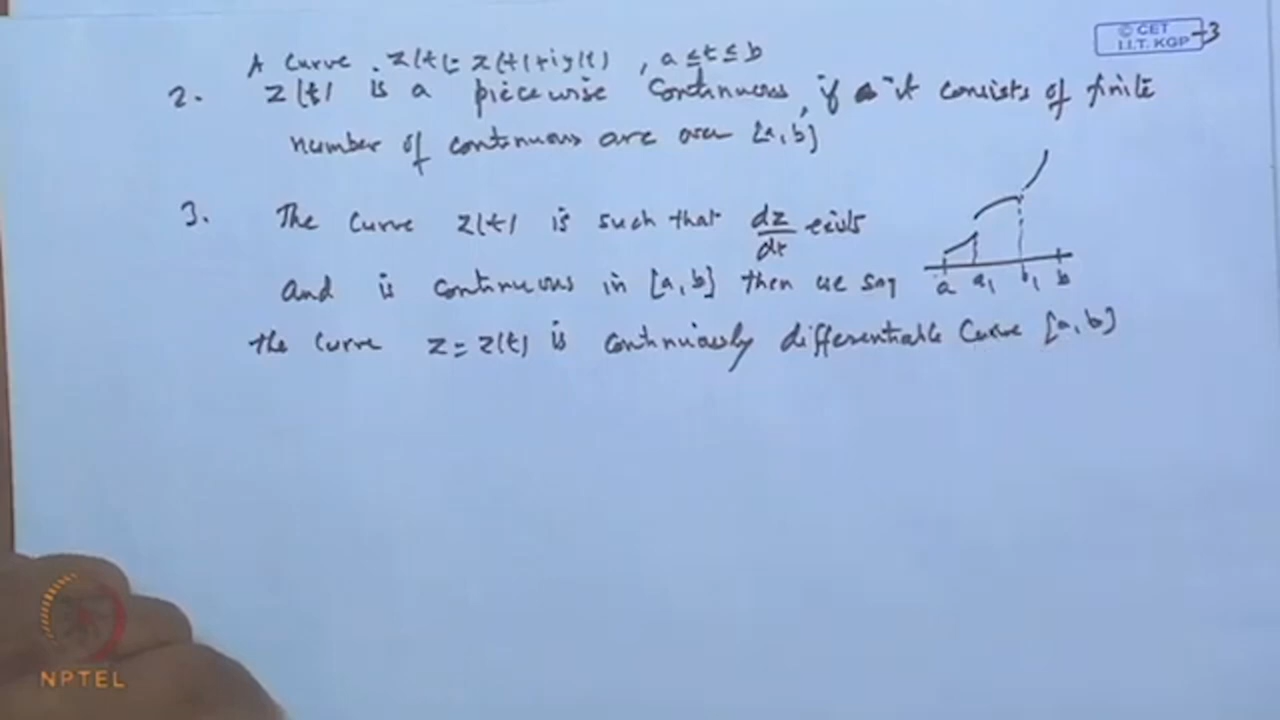 © CET
I.I.T. KGP
-3
A curve . z(t) = x(t)+iy(t) , a ≤ t ≤ b
2. z(t) is a piecewise continuous, if it consists of finite
number of continuous arc over [a, b]
3. The curve z(t) is such that dz/dt exists
And is continuous in [a, b] then we say
the curve z = z(t) is continuously differentiable curve [a, b]
a a₁ b₁ b
NPTEL